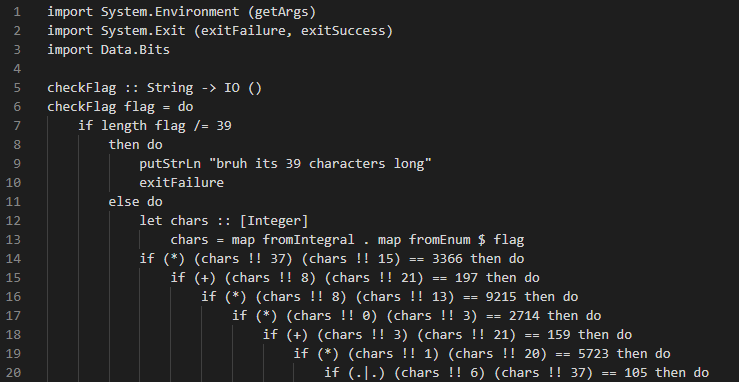 1 import System.Environment (getArgs)
2 import System.Exit (exitFailure, exitSuccess)
3 import Data.Bits
4
5 checkFlag :: String -> IO ()
6 checkFlag flag = do
7     if length flag /= 39
8         then do
9             putStrLn "bruh its 39 characters long"
10             exitFailure
11         else do
12             let chars :: [Integer]
13                 chars = map fromIntegral . map fromEnum $ flag
14             if (*) (chars !! 37) (chars !! 15) == 3366 then do
15                 if (+) (chars !! 8) (chars !! 21) == 197 then do
16                     if (*) (chars !! 8) (chars !! 13) == 9215 then do
17                         if (*) (chars !! 0) (chars !! 3) == 2714 then do
18                             if (+) (chars !! 3) (chars !! 21) == 159 then do
19                                 if (*) (chars !! 1) (chars !! 20) == 5723 then do
20                                     if (.|.) (chars !! 6) (chars !! 37) == 105 then do